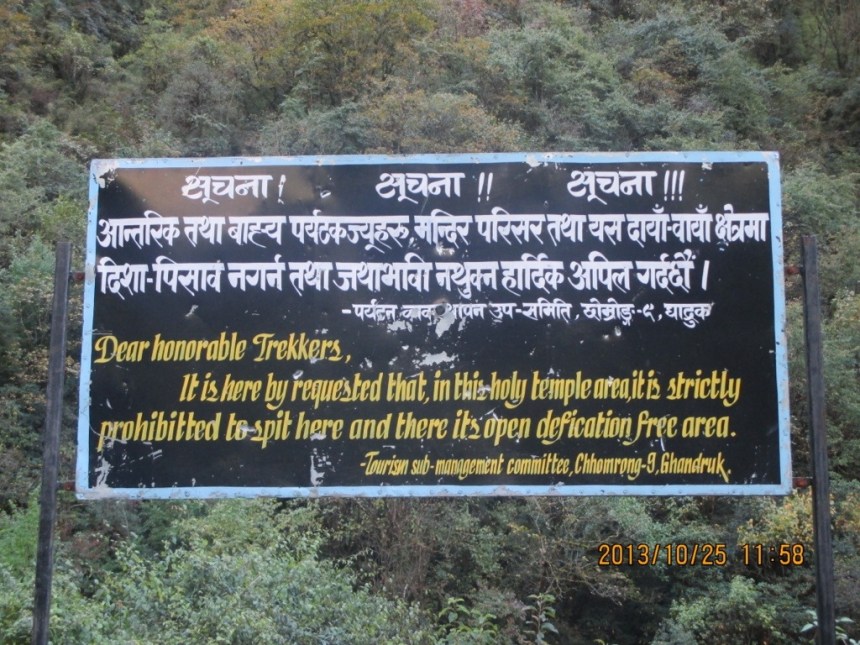 सूचना! सूचना !! सूचना !!!
आन्तरिक तथा बाह्य पर्यटकज्यूहरू मन्दिर परिसर तथा यस दायाँ-वायाँ क्षेत्रमा
दिशा-पिसाव नगर्न तथा जथाभावी नथुक्न हार्दिक अपिल गर्दछौं ।
-पर्यटन उप-समिति, छोम्रोङ्ग-९, घाद्रुक
Dear honorable Trekkers,
It is here by requested that, in this holy temple area, it is strictly
prohibitted to spit here and there its open defication free area.
-Tourism sub-management committee, Chhomrong-9, Ghandruk.
2013/10/25 11:58